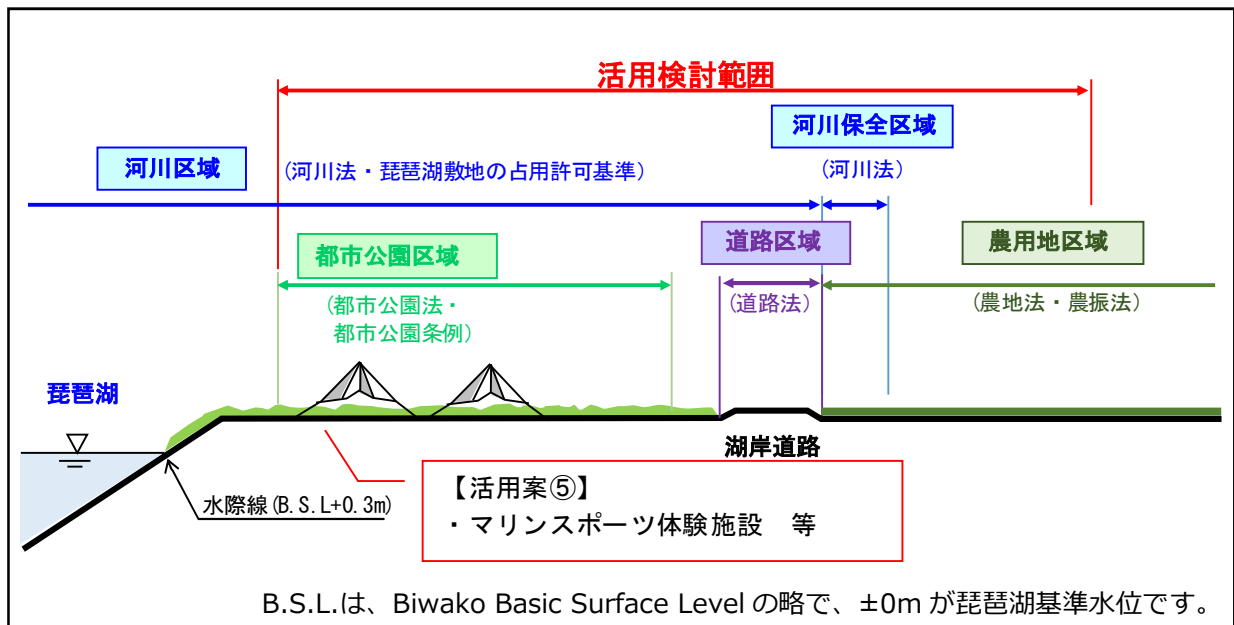 活用検討範囲
河川保全区域
河川区域
(河川法・琵琶湖敷地の占用許可基準)
(河川法)
道路区域
農用地区域
都市公園区域
(都市公園法・
都市公園条例)
(道路法)
(農地法・農振法)
琵琶湖
湖岸道路
水際線(B.S.L+0.3m)
【活用案⑤】
・マリンスポーツ体験施設 等
B.S.L.は、Biwako Basic Surface Level の略で、±0m が琵琶湖基準水位です。